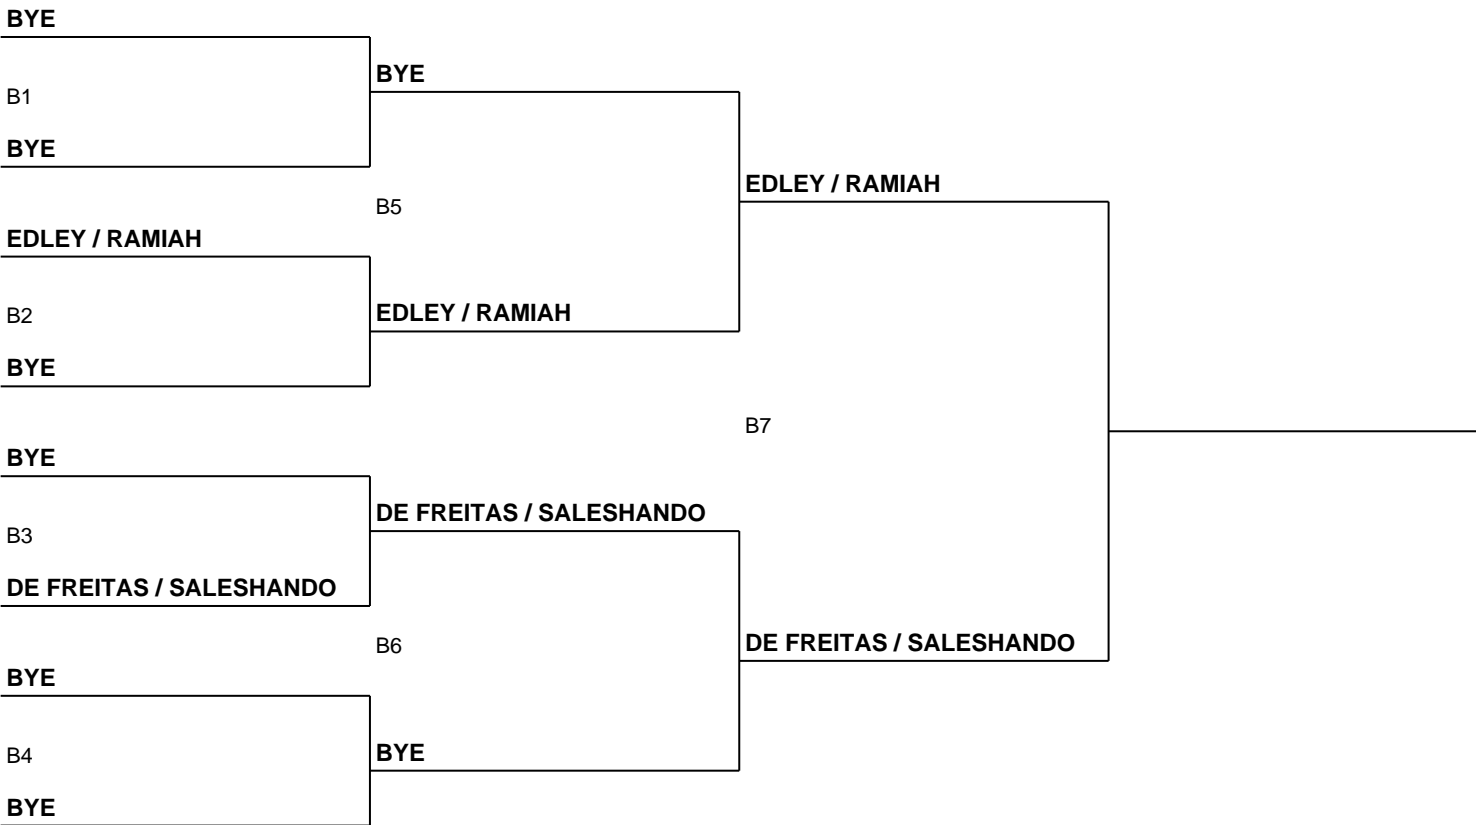 BYE
BYE
B1
BYE
EDLEY / RAMIAH
B5
EDLEY / RAMIAH
B2
EDLEY / RAMIAH
BYE
B7
BYE
DE FREITAS / SALESHANDO
B3
DE FREITAS / SALESHANDO
B6
DE FREITAS / SALESHANDO
BYE
B4
BYE
BYE